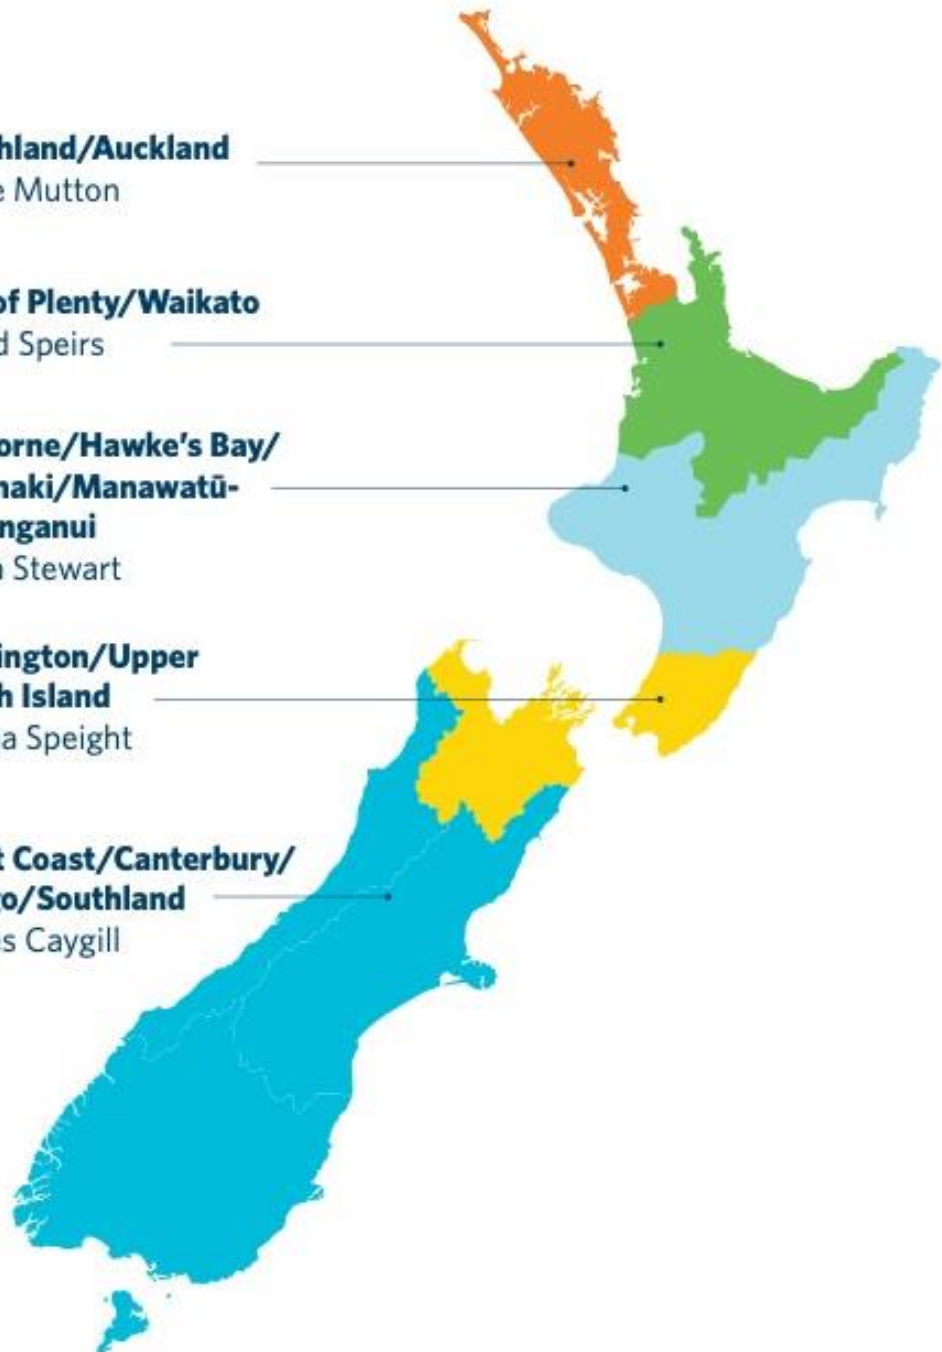 hland/Auckland
e Mutton
of Plenty/Waikato
d Speirs
orne/Hawke's Bay/
naki/Manawatū-
nganui
n Stewart
ington/Upper
h Island
a Speight
t Coast/Canterbury/
go/Southland
s Caygill